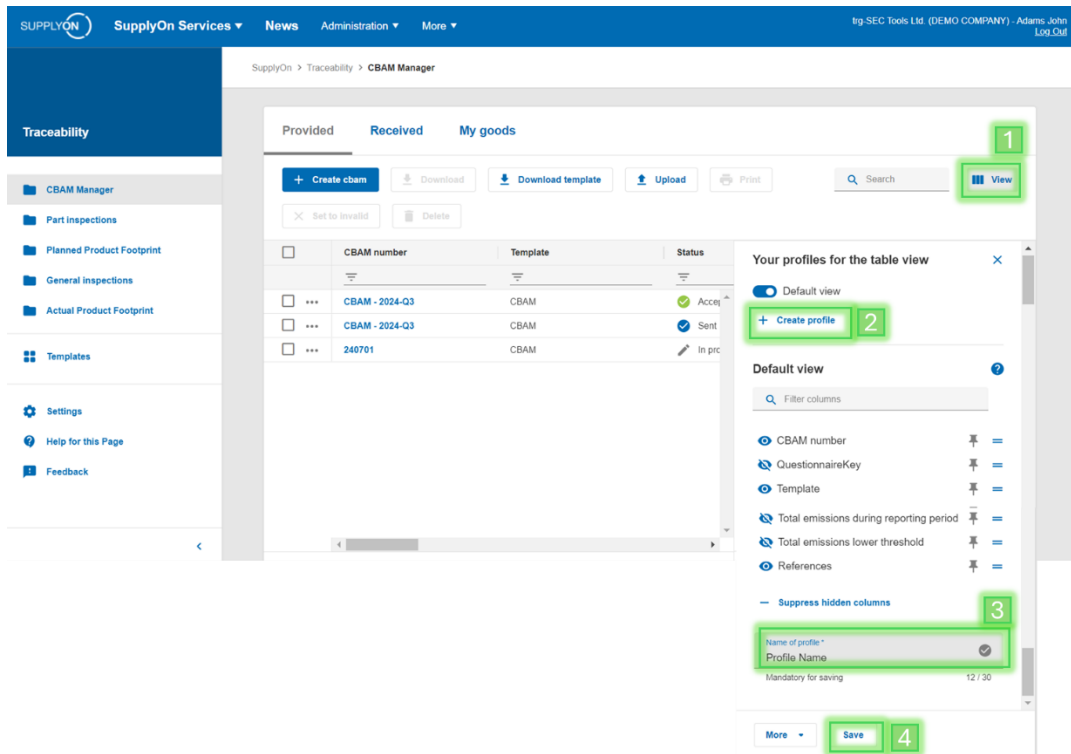 SUPPLYON SupplyOn Services News Administration More
trg-SEC Tools Ltd. (DEMO COMPANY) - Adams John
Log Out
SupplyOn > Traceability > CBAM Manager
Traceability
CBAM Manager
Part inspections
Planned Product Footprint
General inspections
Actual Product Footprint
Templates
Settings
Help for this Page
Feedback
Provided Received My goods
1
+ Create cbam Download Download template Upload Print Search View
Set to invalid Delete
CBAM number Template Status
CBAM - 2024-Q3 CBAM Accep
CBAM - 2024-Q3 CBAM Sent
240701 CBAM In pro
Your profiles for the table view
Default view
+ Create profile 2
Default view
Filter columns
CBAM number
QuestionnaireKey
Template
Total emissions during reporting period
Total emissions lower threshold
References
Suppress hidden columns
3
Name of profile *
Profile Name
Mandatory for saving 12 / 30
More Save 4